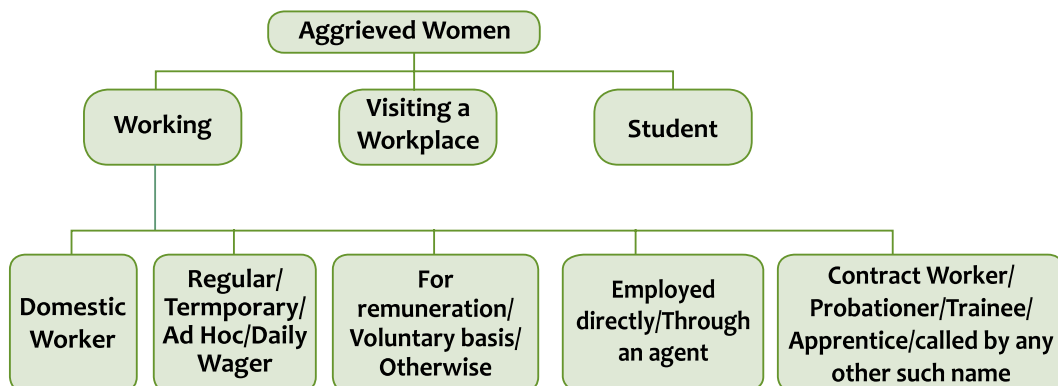 Aggrieved Women
Working
Visiting a
Workplace
Student
Domestic
Worker
Regular/
Termporary/
Ad Hoc/Daily
Wager
For
remuneration/
Voluntary basis/
Otherwise
Employed
directly/Through
an agent
Contract Worker/
Probationer/Trainee/
Apprentice/called by any
other such name